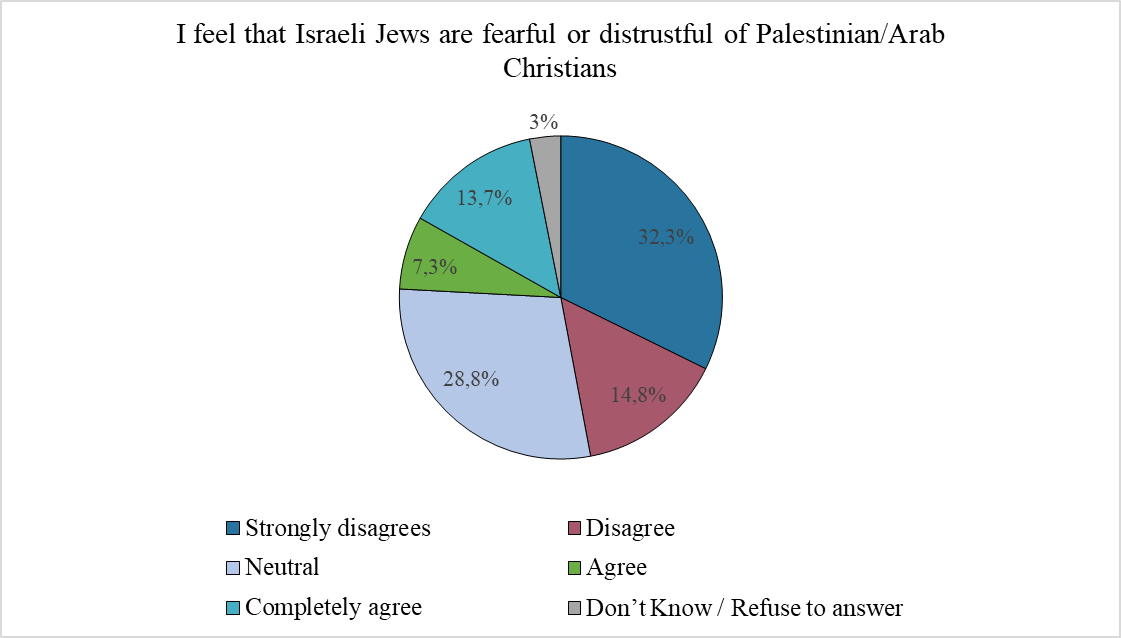 I feel that Israeli Jews are fearful or distrustful of Palestinian/Arab
Christians
3%
13,7%
32,3%
7,3%
28,8%
14,8%
Strongly disagrees
Disagree
Neutral
Agree
Completely agree
Don’t Know / Refuse to answer